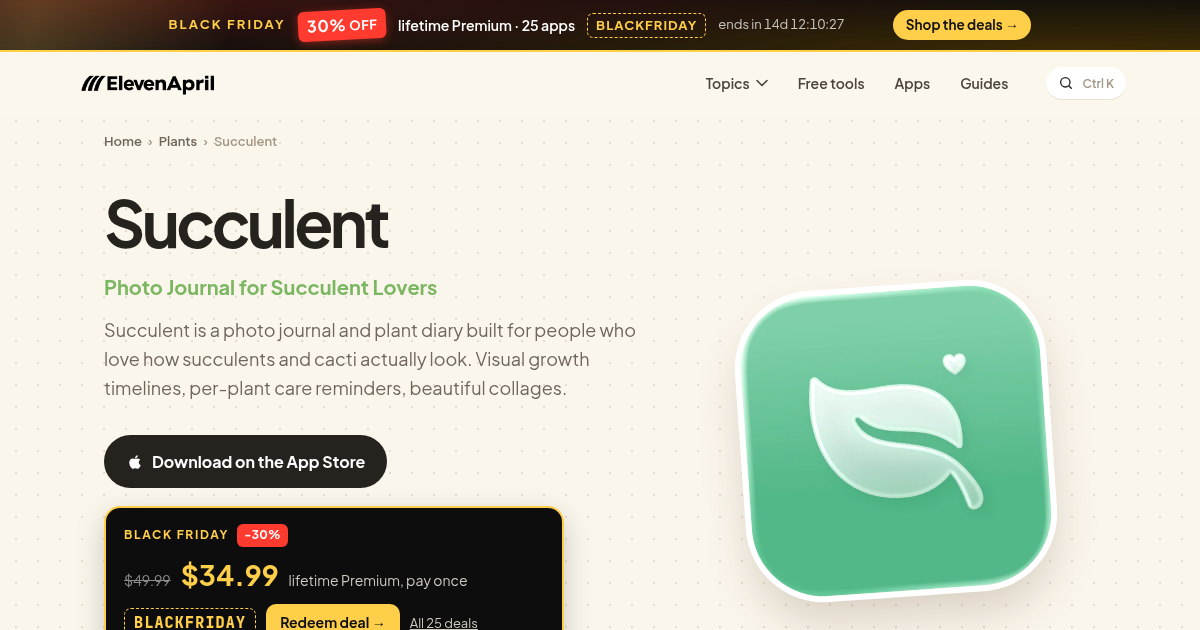 BLACK FRIDAY 30% OFF lifetime Premium · 25 apps BLACKFRIDAY ends in 14d 12:10:27 Shop the deals →
ElevenApril Topics Free tools Apps Guides Ctrl K
Home › Plants › Succulent
Succulent
Photo Journal for Succulent Lovers
Succulent is a photo journal and plant diary built for people who
love how succulents and cacti actually look. Visual growth
timelines, per-plant care reminders, beautiful collages.
Download on the App Store
BLACK FRIDAY -30%
$49.99 $34.99 lifetime Premium, pay once
BLACKFRIDAY Redeem deal → All 25 deals